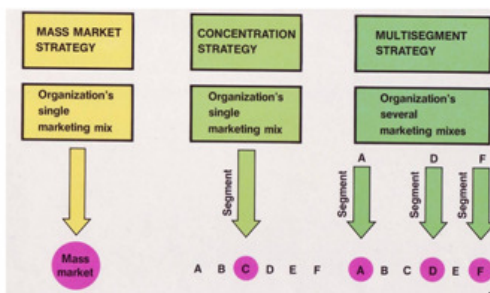 MASS MARKET
STRATEGY
Organization's
single
marketing mix
Mass
market
CONCENTRATION
STRATEGY
Organization's
single
marketing mix
Segment
A B C D E F
MULTISEGMENT
STRATEGY
Organization's
several
marketing mixes
A D F
Segment
Segment
Segment
A B C D E F